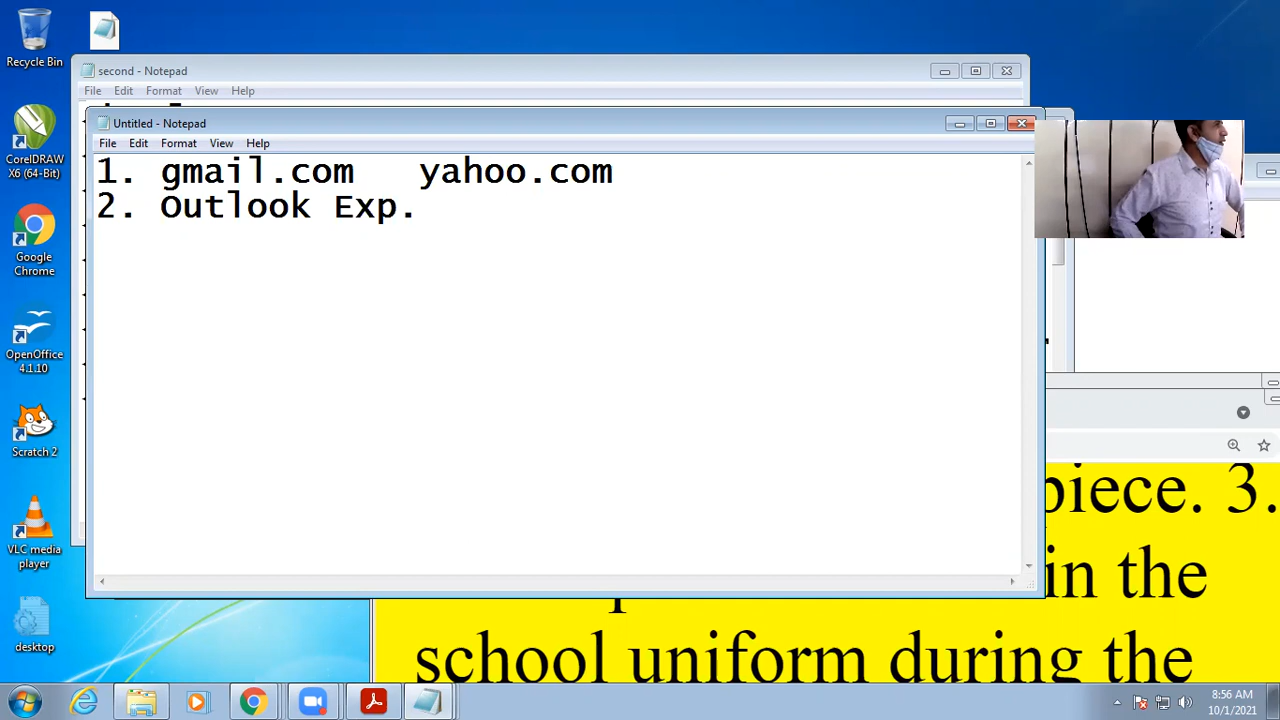 Recycle Bin
CorelDRAW
X6 (64-Bit)
Google
Chrome
OpenOffice
4.1.10
Scratch 2
VLC media
player
desktop
second - Notepad
File Edit Format View Help
Untitled - Notepad
File Edit Format View Help
1. gmail.com yahoo.com
2. Outlook Exp.
piece. 3.
in the
school uniform during the
8:56 AM
10/1/2021